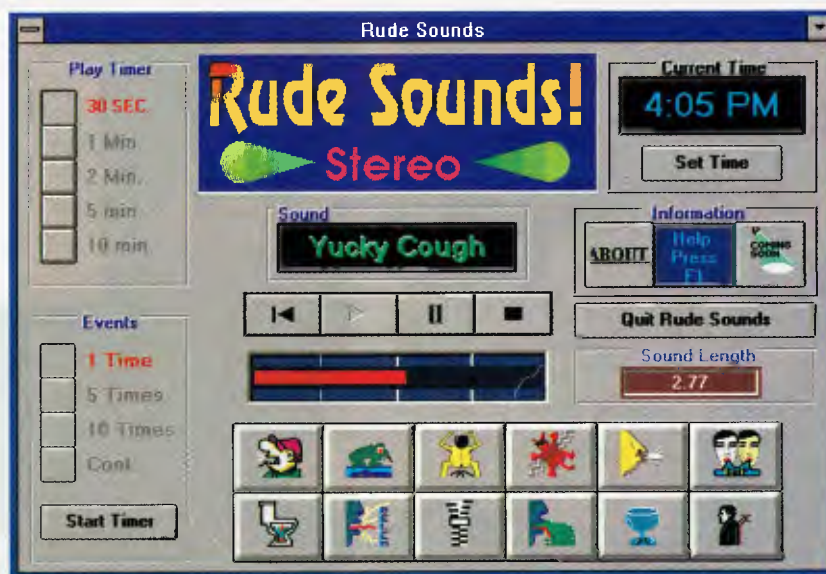 Rude Sounds
Play Timer
30 SEC.
1 Min.
2 Min.
5 min.
10 min.
Rude Sounds!
Stereo
Current Time
4:05 PM
Set Time
Sound
Yucky Cough
Information
ABOUT
Help
Press
F1
COMING
SOON
Quit Rude Sounds
Sound Length
2.77
Events
1 Time
5 Times
10 Times
Cont.
Start Timer